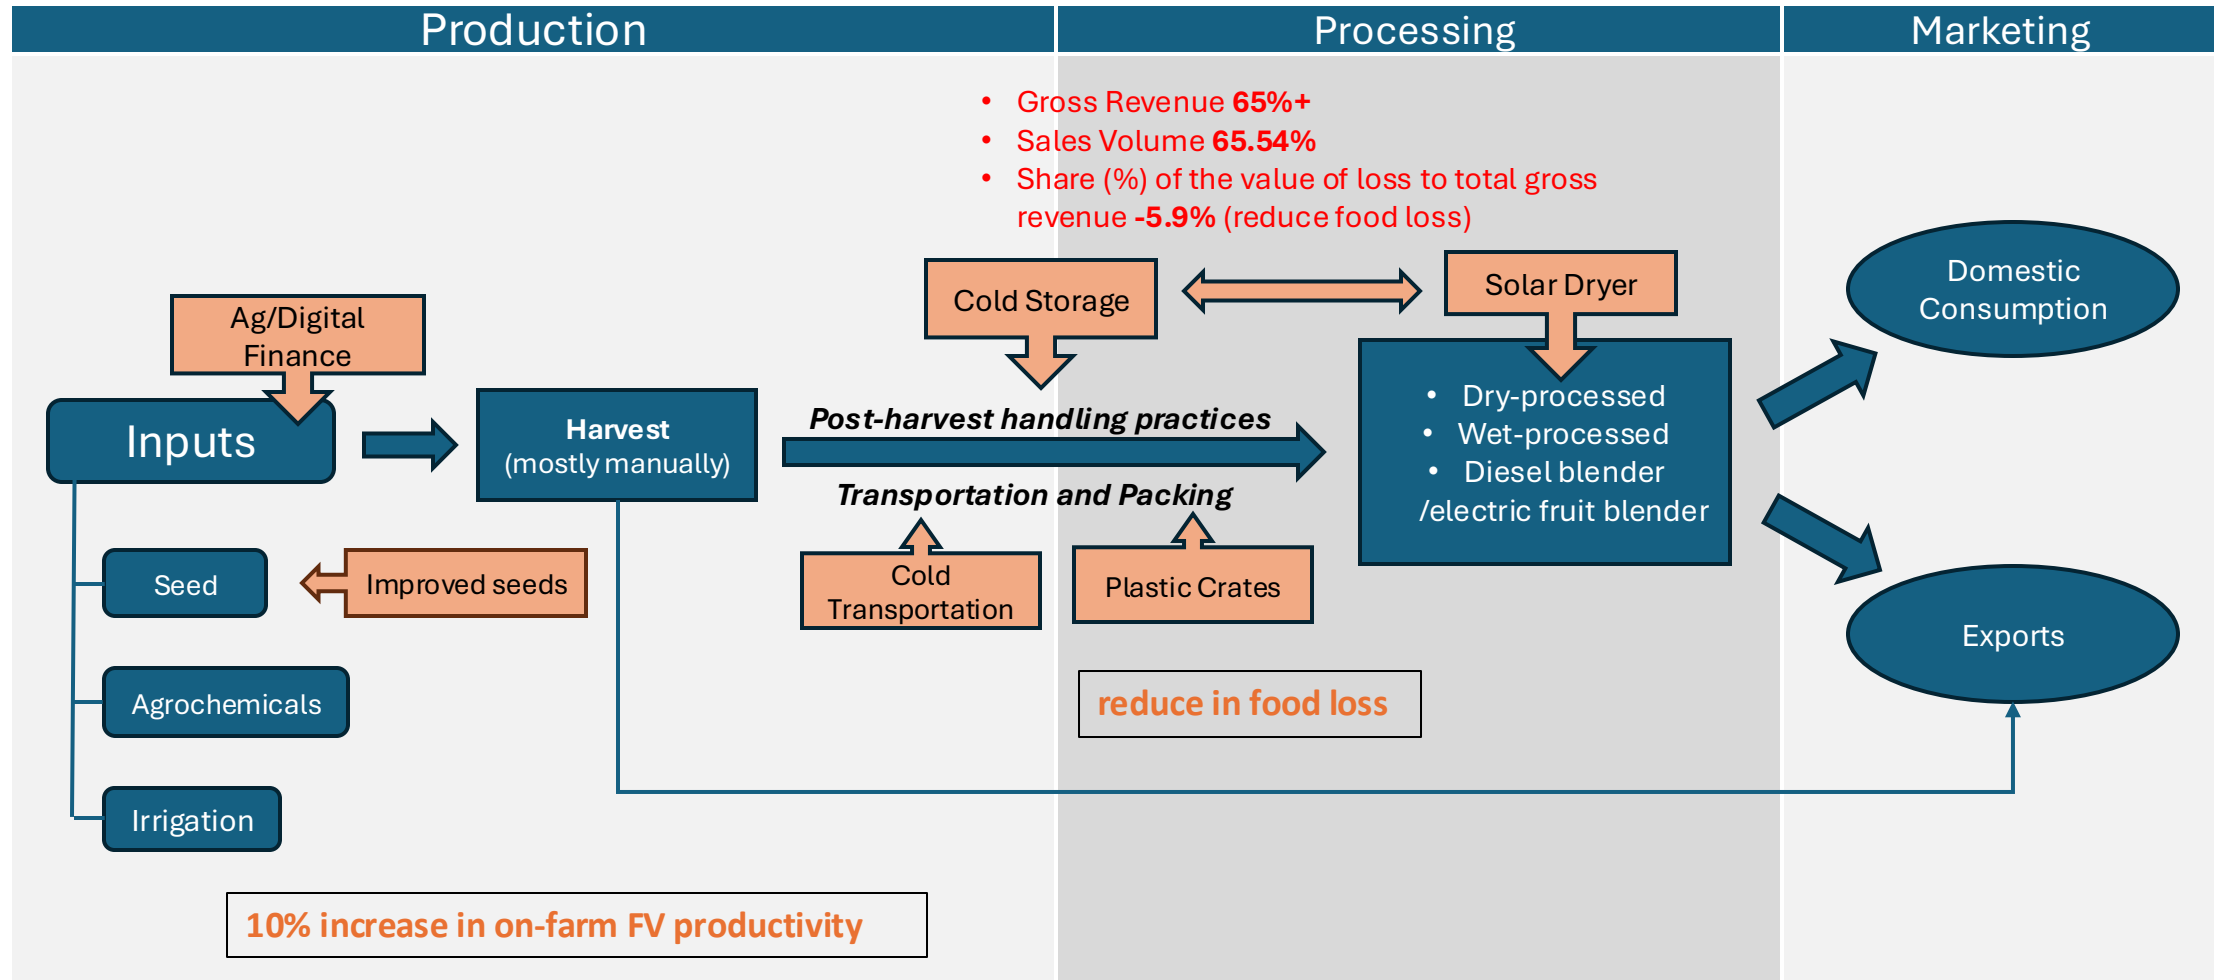 Production
Processing
Marketing
• Gross Revenue 65%+
• Sales Volume 65.54%
• Share (%) of the value of loss to total gross
revenue -5.9% (reduce food loss)
Cold Storage
Solar Dryer
Domestic
Consumption
Ag/Digital
Finance
Inputs
Harvest
(mostly manually)
Post-harvest handling practices
Transportation and Packing
• Dry-processed
• Wet-processed
• Diesel blender
/electric fruit blender
Seed
Improved seeds
Cold
Transportation
Plastic Crates
Exports
Agrochemicals
reduce in food loss
Irrigation
10% increase in on-farm FV productivity